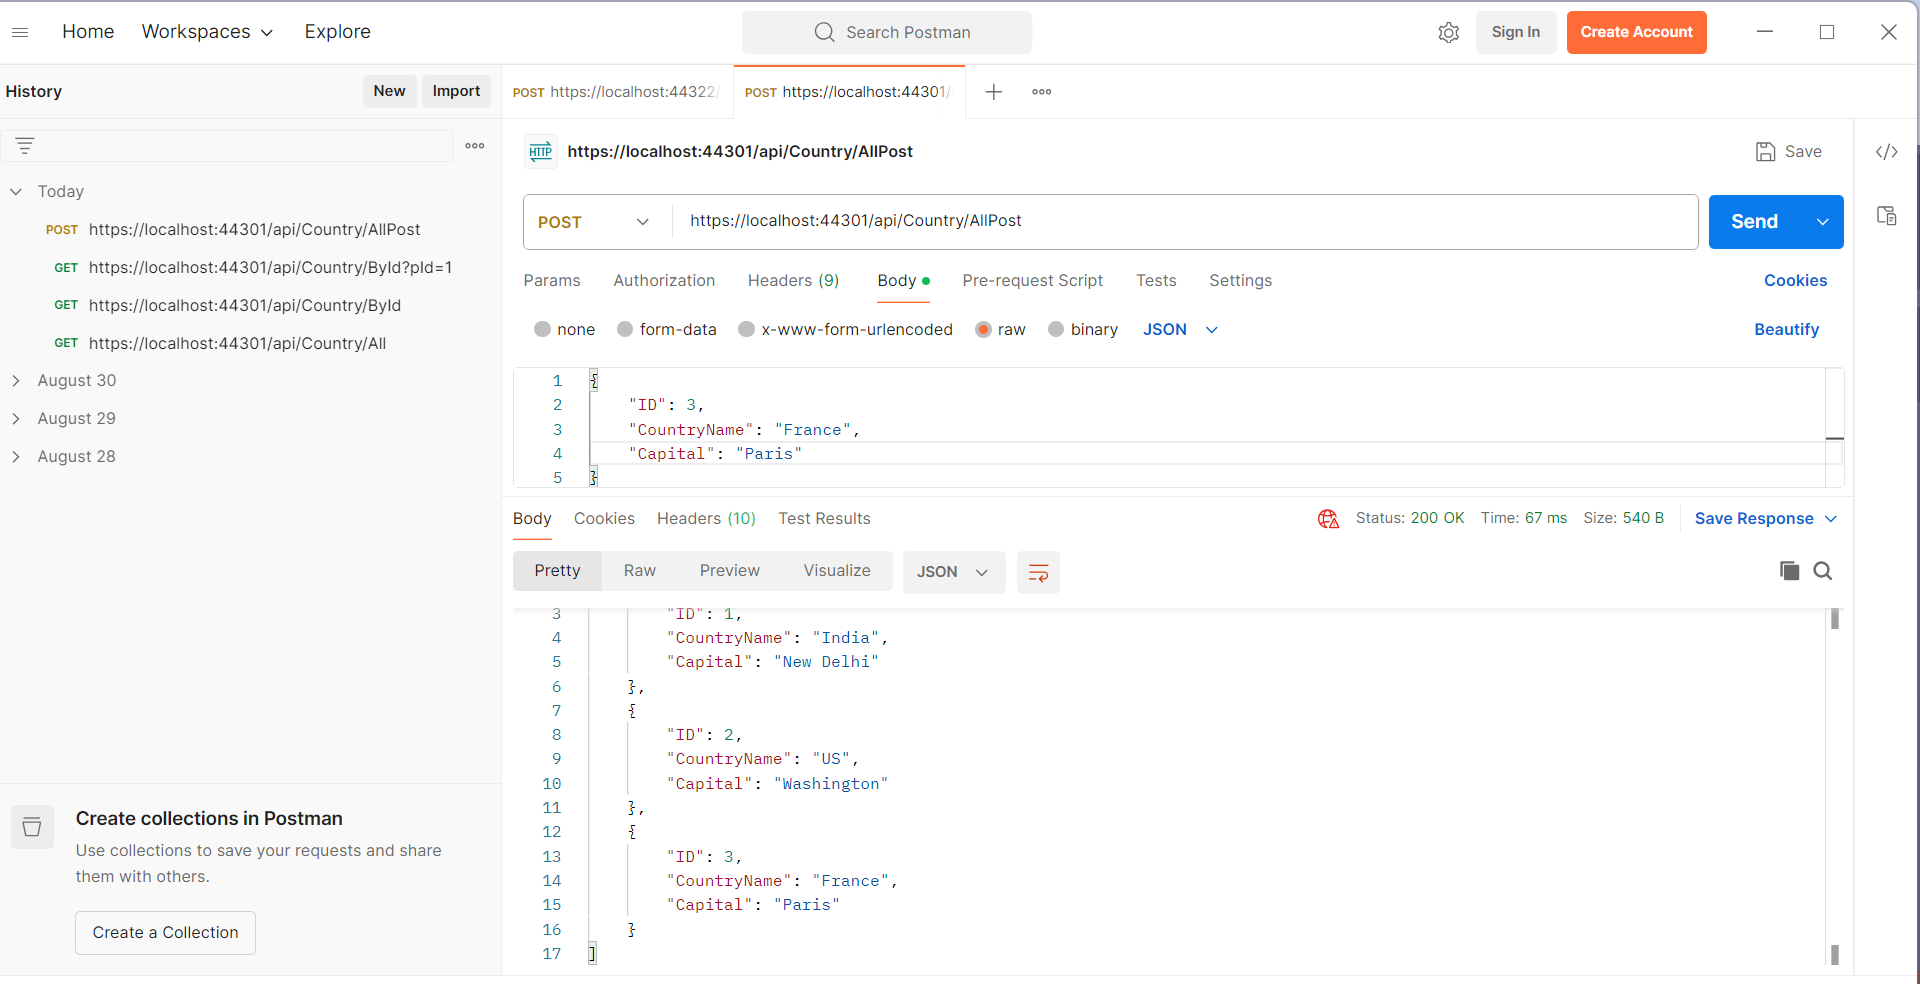 Home Workspaces Explore Search Postman Sign In Create Account
History New Import POST https://localhost:44322/ POST https://localhost:44301/
HTTP https://localhost:44301/api/Country/AllPost Save
Today
POST https://localhost:44301/api/Country/AllPost
GET https://localhost:44301/api/Country/ById?pId=1
GET https://localhost:44301/api/Country/ById
GET https://localhost:44301/api/Country/All
August 30
August 29
August 28
Create collections in Postman
Use collections to save your requests and share
them with others.
Create a Collection
POST https://localhost:44301/api/Country/AllPost Send
Params Authorization Headers (9) Body Pre-request Script Tests Settings Cookies
none form-data x-www-form-urlencoded raw binary JSON Beautify
1 {
2 "ID": 3,
3 "CountryName": "France",
4 "Capital": "Paris"
5 }
Body Cookies Headers (10) Test Results Status: 200 OK Time: 67 ms Size: 540 B Save Response
Pretty Raw Preview Visualize JSON
3 "ID": 1,
4 "CountryName": "India",
5 "Capital": "New Delhi"
6 },
7 {
8 "ID": 2,
9 "CountryName": "US",
10 "Capital": "Washington"
11 },
12 {
13 "ID": 3,
14 "CountryName": "France",
15 "Capital": "Paris"
16 }
17 ]